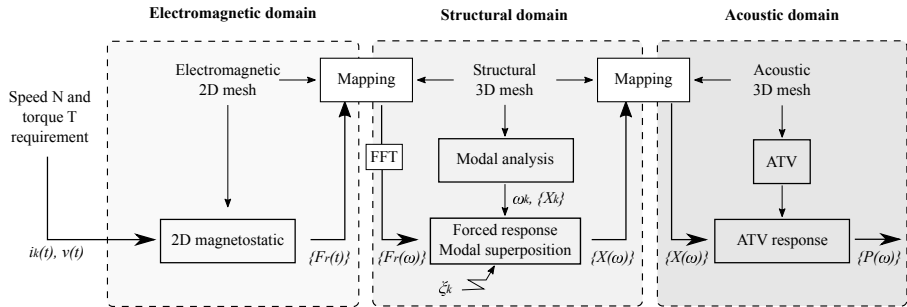 Electromagnetic domain
Structural domain
Acoustic domain
Speed N and
torque T
requirement
Electromagnetic
2D mesh
Mapping
Structural
3D mesh
Mapping
Acoustic
3D mesh
FFT
Modal analysis
ATV
ωk, {Xk}
2D magnetostatic
Forced response
Modal superposition
ATV response
ik(t), v(t)
{Fr(t)}
{Fr(ω)}
{X(ω)}
{X(ω)}
{P(ω)}
ξk